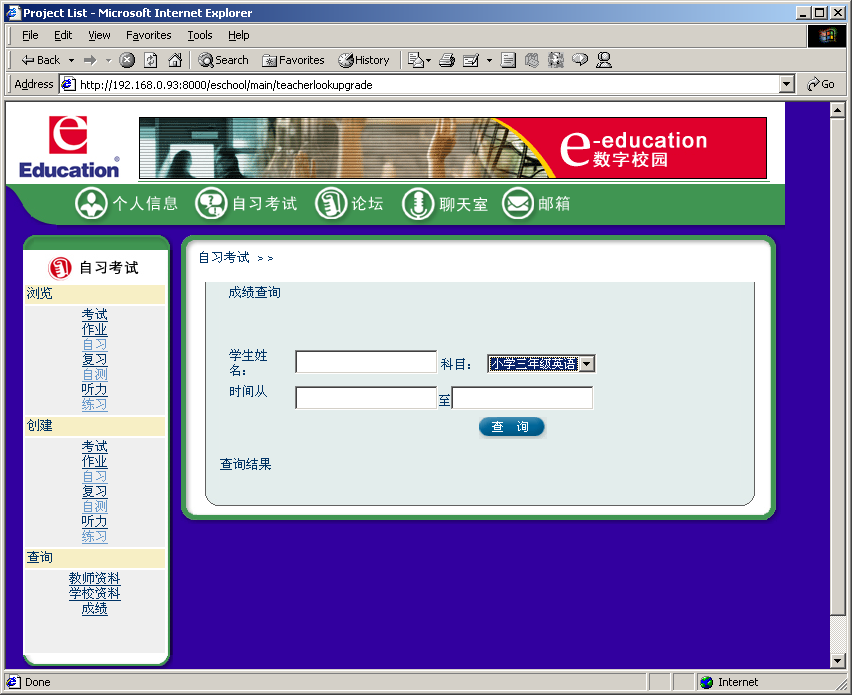 Project List - Microsoft Internet Explorer
File Edit View Favorites Tools Help
Back Search Favorites History
Address http://192.168.0.93:8000/eschool/main/teacherlookupgrade Go
e
Education
e-education
数字校园
个人信息 自习考试 论坛 聊天室 邮箱
自习考试
浏览
考试
作业
自习
复习
自测
听力
练习
创建
考试
作业
自习
复习
自测
听力
练习
查询
教师资料
学校资料
成绩
自习考试 >>
成绩查询
学生姓名: 科目: 小学三年级英语
时间从 至
查 询
查询结果
Done Internet